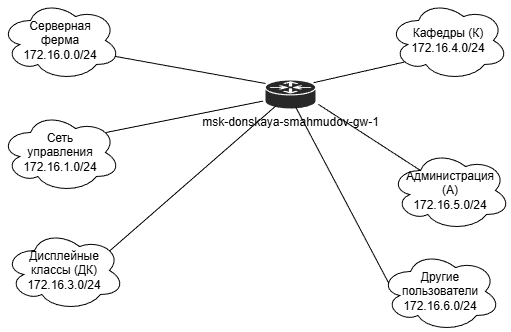 Серверная
ферма
172.16.0.0/24
Кафедры (К)
172.16.4.0/24
msk-donskaya-smahmudov-gw-1
Сеть
управления
172.16.1.0/24
Администрация
(А)
172.16.5.0/24
Дисплейные
классы (ДК)
172.16.3.0/24
Другие
пользователи
172.16.6.0/24